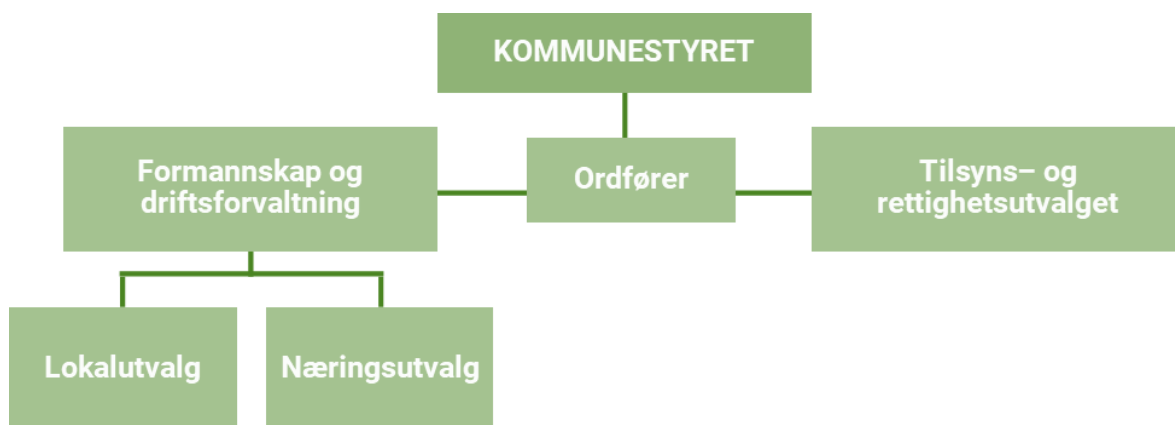 KOMMUNESTYRET
Formannskap og
driftsforvaltning
Ordfører
Tilsyns– og
rettighetsutvalget
Lokalutvalg
Næringsutvalg